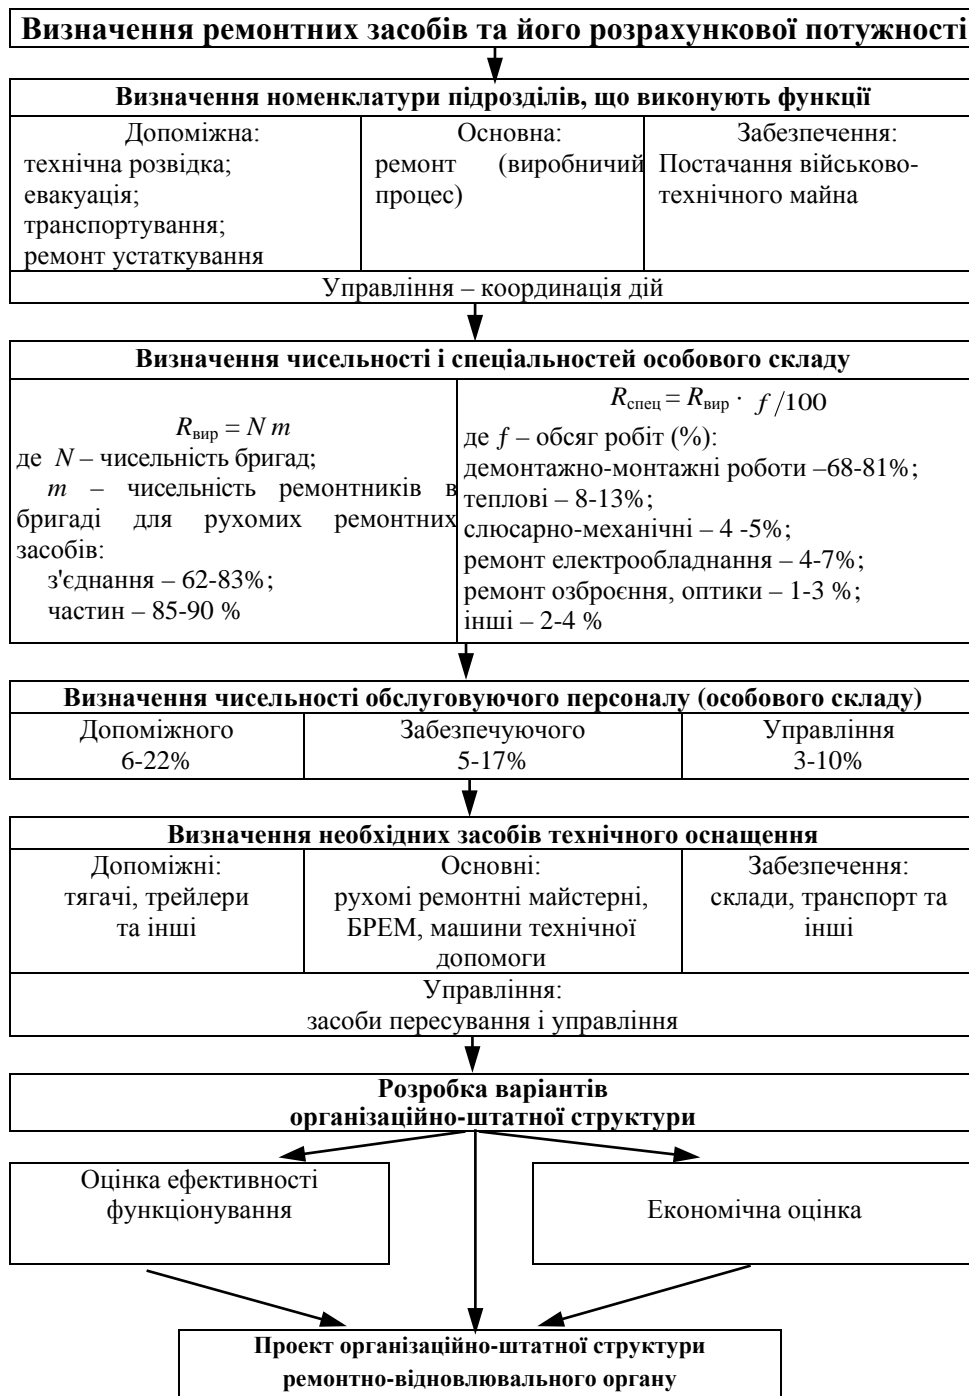 Визначення ремонтних засобів та його розрахункової потужності
Визначення номенклатури підрозділів, що виконують функції
Допоміжна:
технічна розвідка;
евакуація;
транспортування;
ремонт устаткування
Основна:
ремонт (виробничий
процес)
Забезпечення:
Постачання військово-
технічного майна
Управління – координація дій
Визначення чисельності і спеціальностей особового складу
Rвир = N m
де N – чисельність бригад;
m – чисельність ремонтників в
бригаді для рухомих ремонтних
засобів:
з'єднання – 62-83%;
частин – 85-90 %
Rспец = Rвир · f/100
де f – обсяг робіт (%):
демонтажно-монтажні роботи –68-81%;
теплові – 8-13%;
слюсарно-механічні – 4 -5%;
ремонт електрообладнання – 4-7%;
ремонт озброєння, оптики – 1-3 %;
інші – 2-4 %
Визначення чисельності обслуговуючого персоналу (особового складу)
Допоміжного
6-22%
Забезпечуючого
5-17%
Управління
3-10%
Визначення необхідних засобів технічного оснащення
Допоміжні:
тягачі, трейлери
та інші
Основні:
рухомі ремонтні майстерні,
БРЕМ, машини технічної
допомоги
Забезпечення:
склади, транспорт та
інші
Управління:
засоби пересування і управління
Розробка варіантів
організаційно-штатної структури
Оцінка ефективності
функціонування
Економічна оцінка
Проект організаційно-штатної структури
ремонтно-відновлювального органу